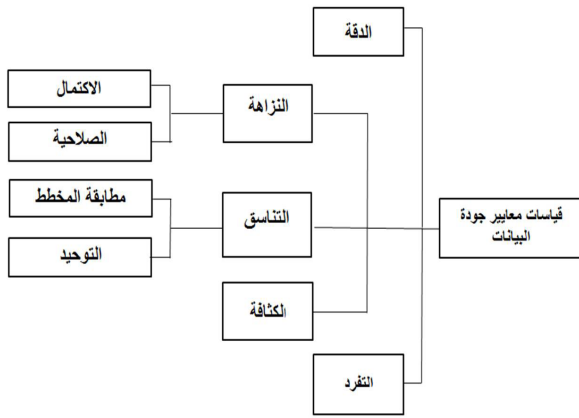 قياسات معايير جودة
البيانات
الدقة
النزاهة
الاكتمال
الصلاحية
التناسق
مطابقة المخطط
التوحيد
الكثافة
التفرد